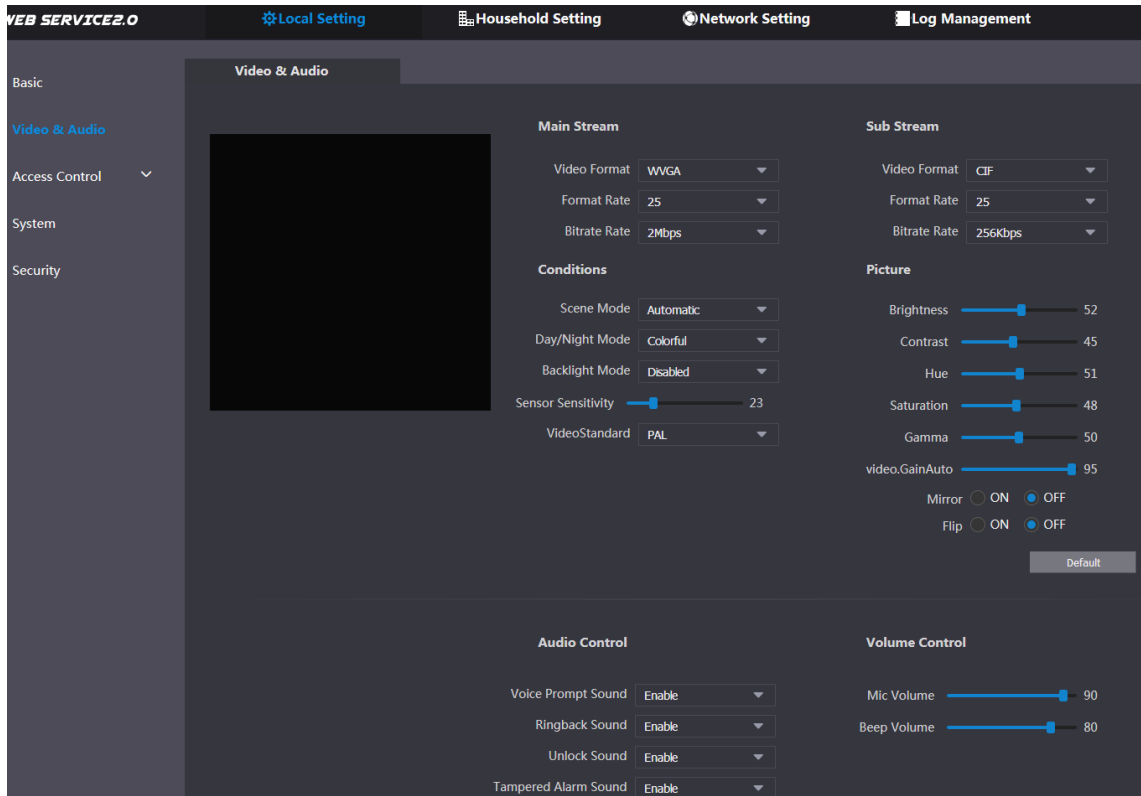 WEB SERVICE2.0 Local Setting Household Setting Network Setting Log Management
Basic
Video & Audio
Access Control
System
Security
Video & Audio
Main Stream
Video Format WVGA
Format Rate 25
Bitrate Rate 2Mbps
Conditions
Scene Mode Automatic
Day/Night Mode Colorful
Backlight Mode Disabled
Sensor Sensitivity 23
VideoStandard PAL
Sub Stream
Video Format CIF
Format Rate 25
Bitrate Rate 256Kbps
Picture
Brightness 52
Contrast 45
Hue 51
Saturation 48
Gamma 50
video.GainAuto 95
Mirror ON OFF
Flip ON OFF
Default
Audio Control
Voice Prompt Sound Enable
Ringback Sound Enable
Unlock Sound Enable
Tampered Alarm Sound Enable
Volume Control
Mic Volume 90
Beep Volume 80